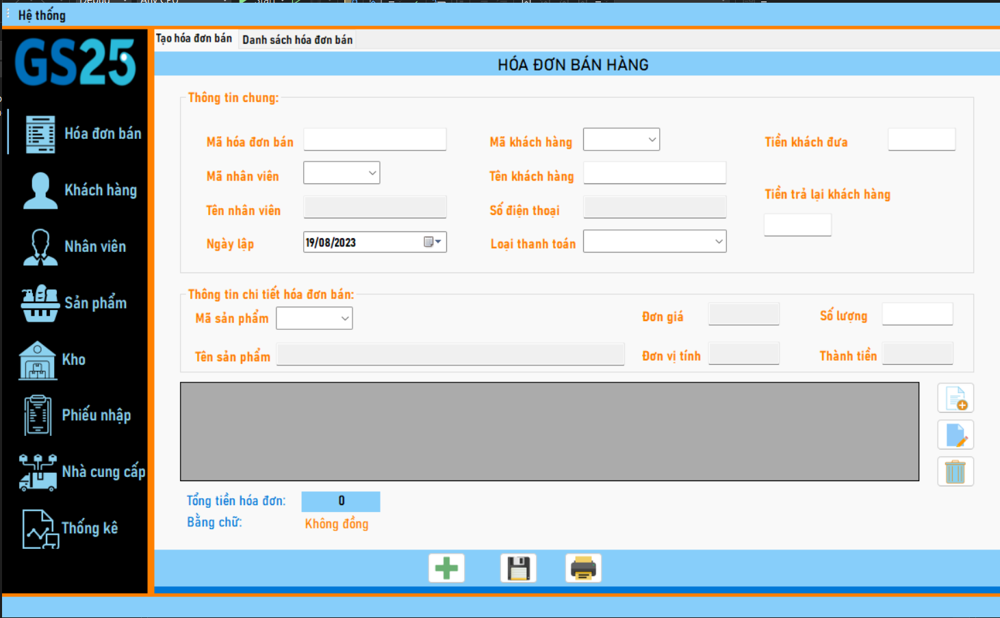 Hệ thống
GS25
Hóa đơn bán
Khách hàng
Nhân viên
Sản phẩm
Kho
Phiếu nhập
Nhà cung cấp
Thống kê
Tạo hóa đơn bán
Danh sách hóa đơn bán
HÓA ĐƠN BÁN HÀNG
Thông tin chung:
Mã hóa đơn bán
Mã khách hàng
Tiền khách đưa
Mã nhân viên
Tên khách hàng
Tiền trả lại khách hàng
Tên nhân viên
Số điện thoại
Ngày lập
19/08/2023
Loại thanh toán
Thông tin chi tiết hóa đơn bán:
Mã sản phẩm
Đơn giá
Số lượng
Tên sản phẩm
Đơn vị tính
Thành tiền
Tổng tiền hóa đơn:
0
Bằng chữ:
Không đồng